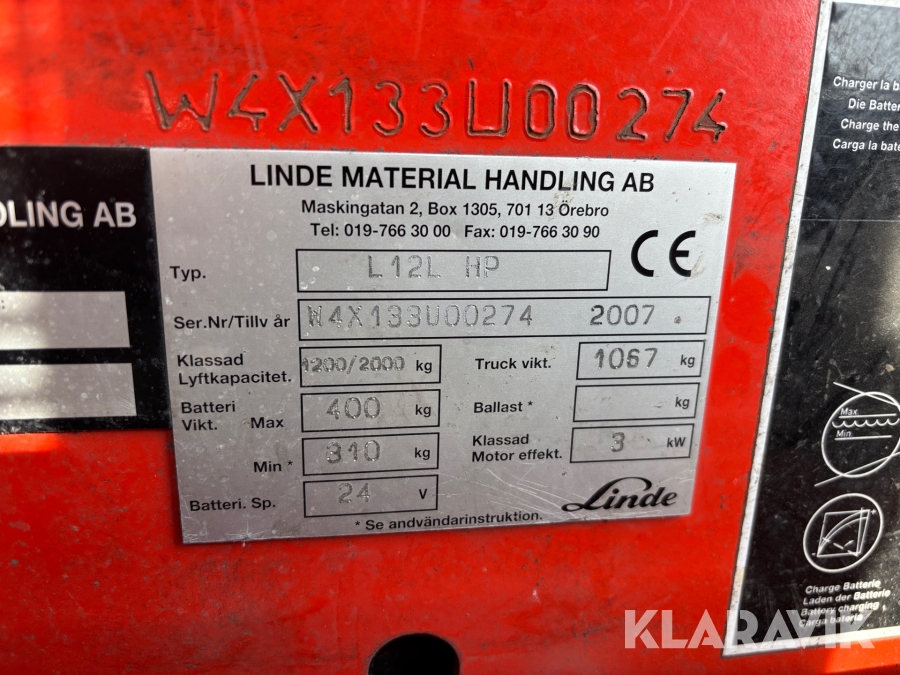 W4X133U00274
DLING AB
LINDE MATERIAL HANDLING AB
Maskingatan 2, Box 1305, 701 13 Örebro
Tel: 019-766 30 00 Fax: 019-766 30 90
Typ. L12L HP CE
Ser.Nr/Tillv år W4X133U00274 2007
Klassad Lyftkapacitet. 1200/2000 kg Truck vikt. 1067 kg
Batteri Vikt. Max 400 kg Ballast * kg
Min * 310 kg Klassad Motor effekt. 3 kW
Batteri. Sp. 24 V Linde
* Se andvändarinstruktion.
Charger la b
Die Batter
Charge the
Carga la bate
Max
Min
Charge Batterie
Laden der Batterie
Battery charging
Carga bateria
KLARAVIK